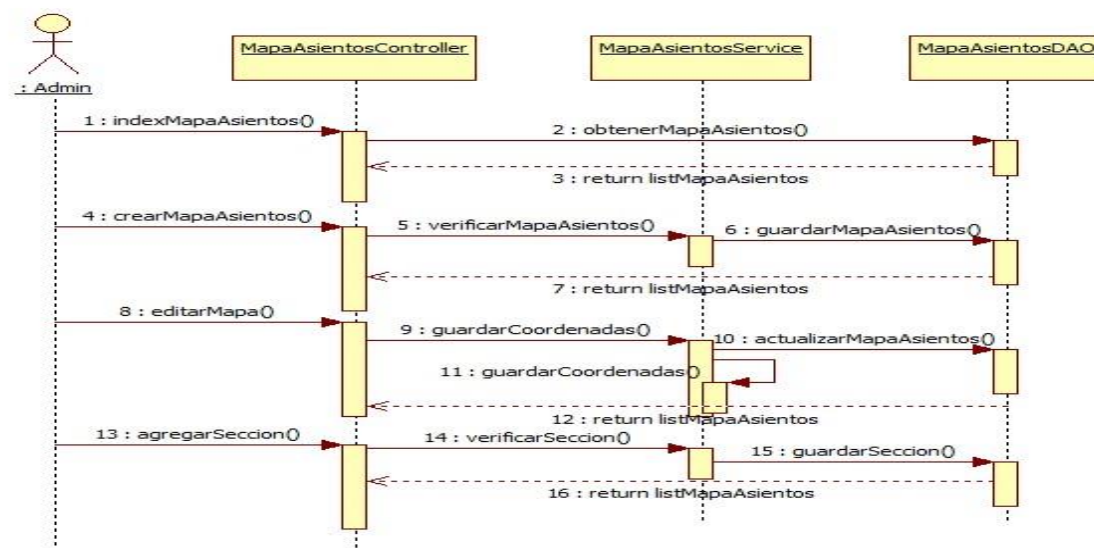 MapaAsientosController
MapaAsientosService
MapaAsientosDAO
: Admin
1 : indexMapaAsientos()
2 : obtenerMapaAsientos()
3 : return listMapaAsientos
4 : crearMapaAsientos()
5 : verificarMapaAsientos()
6 : guardarMapaAsientos()
7 : return listMapaAsientos
8 : editarMapa()
9 : guardarCoordenadas()
10 : actualizarMapaAsientos()
11 : guardarCoordenadas()
12 : return listMapaAsientos
13 : agregarSeccion()
14 : verificarSeccion()
15 : guardarSeccion()
16 : return listMapaAsientos